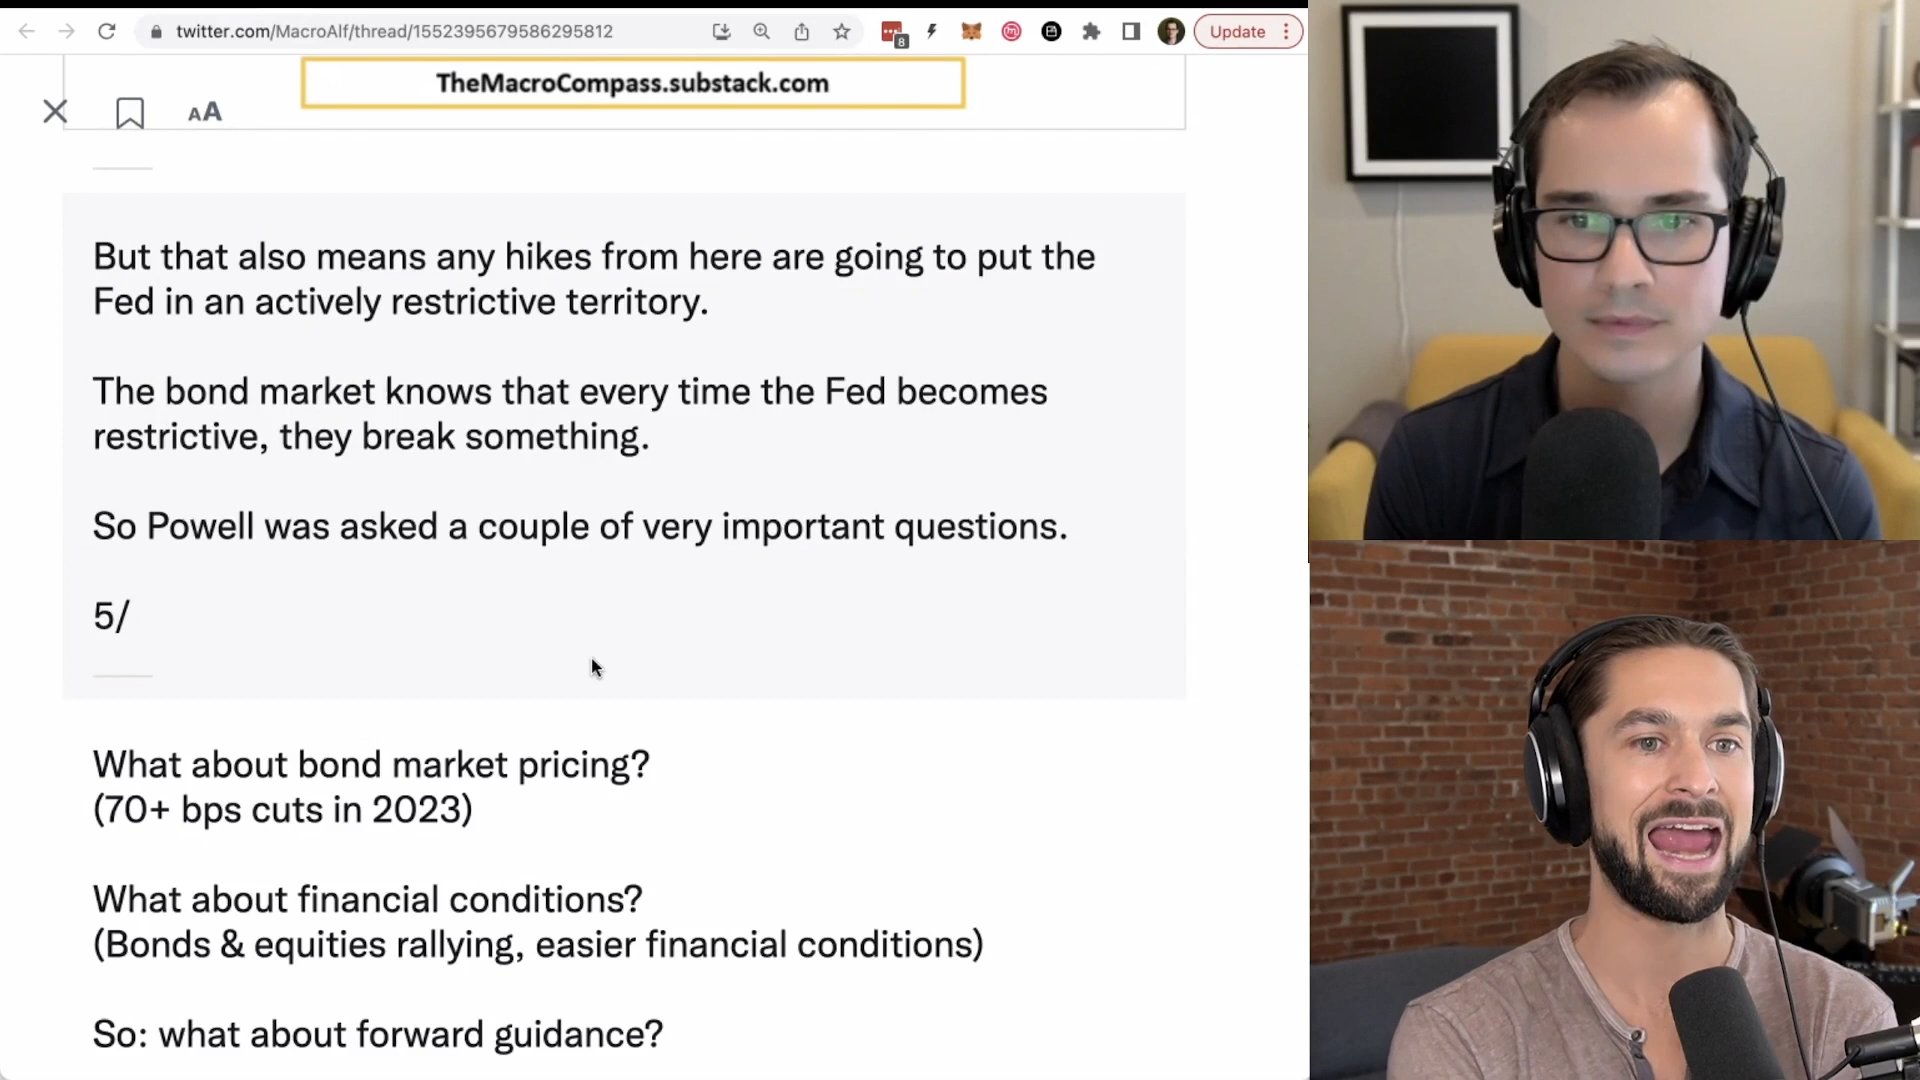 twitter.com/MacroAlf/thread/1552395679586295812
8
Update
TheMacroCompass.substack.com
AA
But that also means any hikes from here are going to put the
Fed in an actively restrictive territory.
The bond market knows that every time the Fed becomes
restrictive, they break something.
So Powell was asked a couple of very important questions.
5/
What about bond market pricing?
(70+ bps cuts in 2023)
What about financial conditions?
(Bonds & equities rallying, easier financial conditions)
So: what about forward guidance?